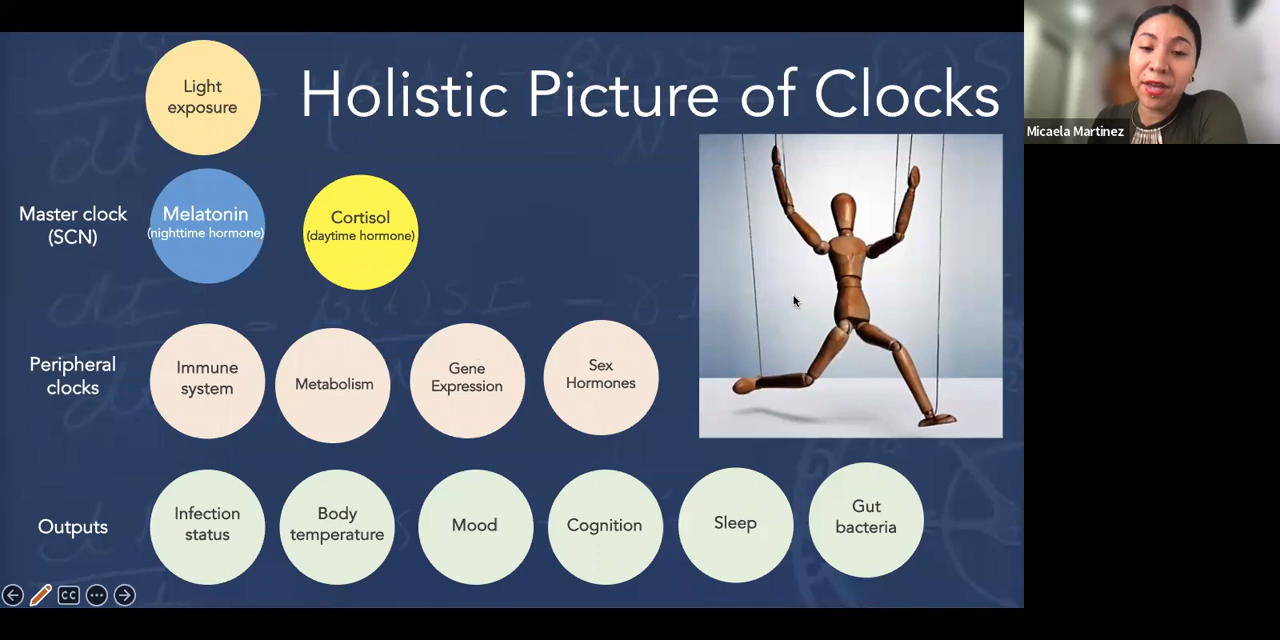 Light
exposure
Holistic Picture of Clocks
Micaela Martinez
Master clock
(SCN)
Melatonin
(nighttime hormone)
Cortisol
(daytime hormone)
Peripheral
clocks
Immune
system
Metabolism
Gene
Expression
Sex
Hormones
Outputs
Infection
status
Body
temperature
Mood
Cognition
Sleep
Gut
bacteria
CC